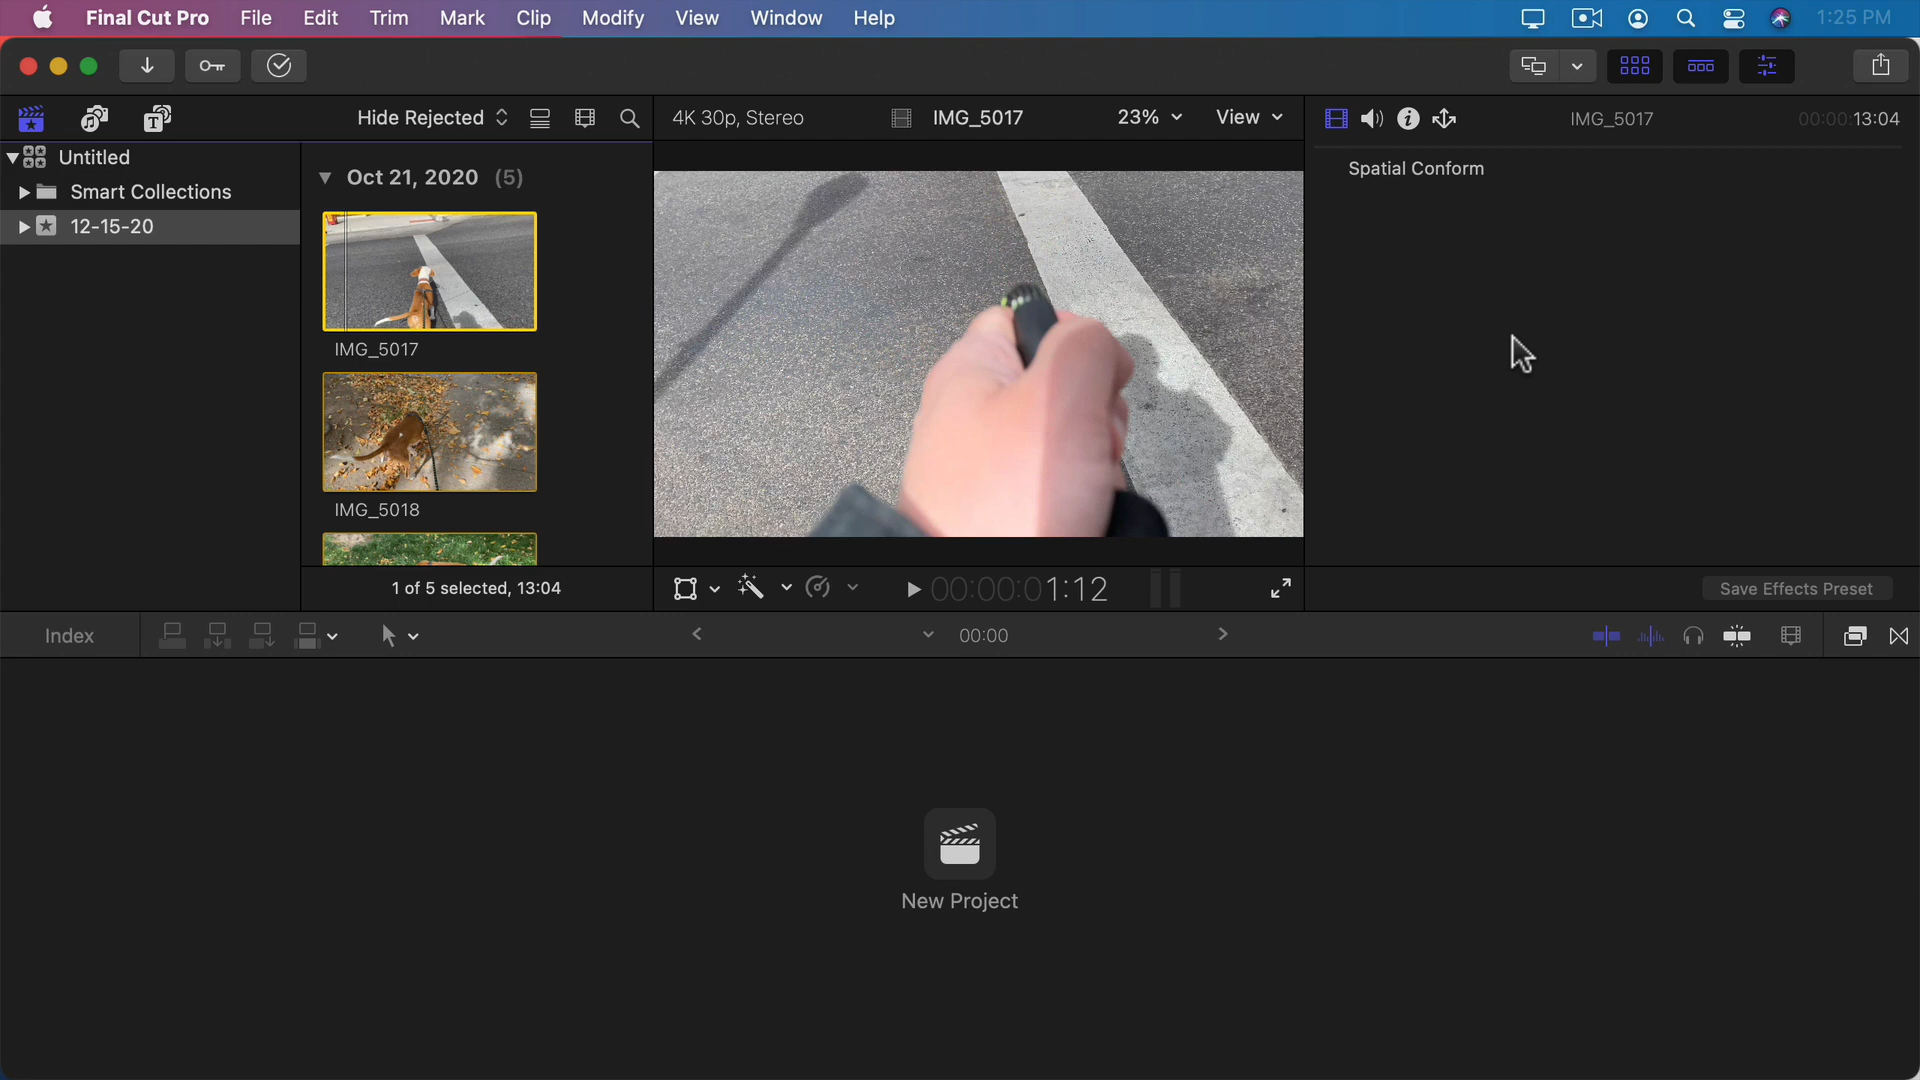 Final Cut Pro File Edit Trim Mark Clip Modify View Window Help 1:25 PM
Hide Rejected
4K 30p, Stereo IMG_5017 23% View
IMG_5017 00:00:13:04
Untitled
Smart Collections
12-15-20
Oct 21, 2020 (5)
IMG_5017
IMG_5018
1 of 5 selected, 13:04
00:00:01:12
Spatial Conform
Save Effects Preset
Index
00:00
New Project